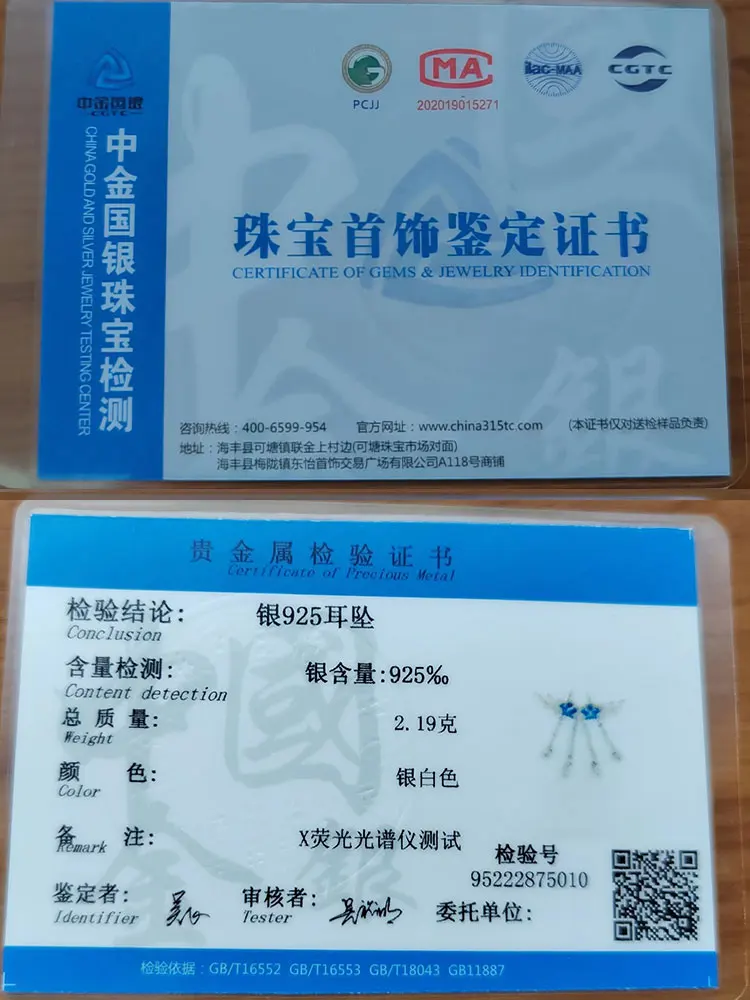 中金国银
CGTC
中金国银珠宝检测
CHINA GOLD AND SILVER JEWELRY TESTING CENTER
PCJJ
MA
202019015271
ilac-MRA
CGTC
珠宝首饰鉴定证书
CERTIFICATE OF GEMS & JEWELRY IDENTIFICATION
咨询热线：400-6599-954 官方网址：www.china315tc.com (本证书仅对送检样品负责)
地址：海丰县可塘镇联金上村边(可塘珠宝市场对面)
海丰县梅陇镇东怡首饰交易广场有限公司A118号商铺
贵金属检验证书
Certificate of Precious Metal
检验结论: 银925耳坠
Conclusion
含量检测: 银含量:925‰
Content detection
总质量: 2.19克
Weight
颜色: 银白色
Color
备注: X荧光光谱仪测试
Remark
检验号
95222875010
鉴定者: 审核者: 委托单位:
Identifier Tester
检验依据：GB/T16552 GB/T16553 GB/T18043 GB11887